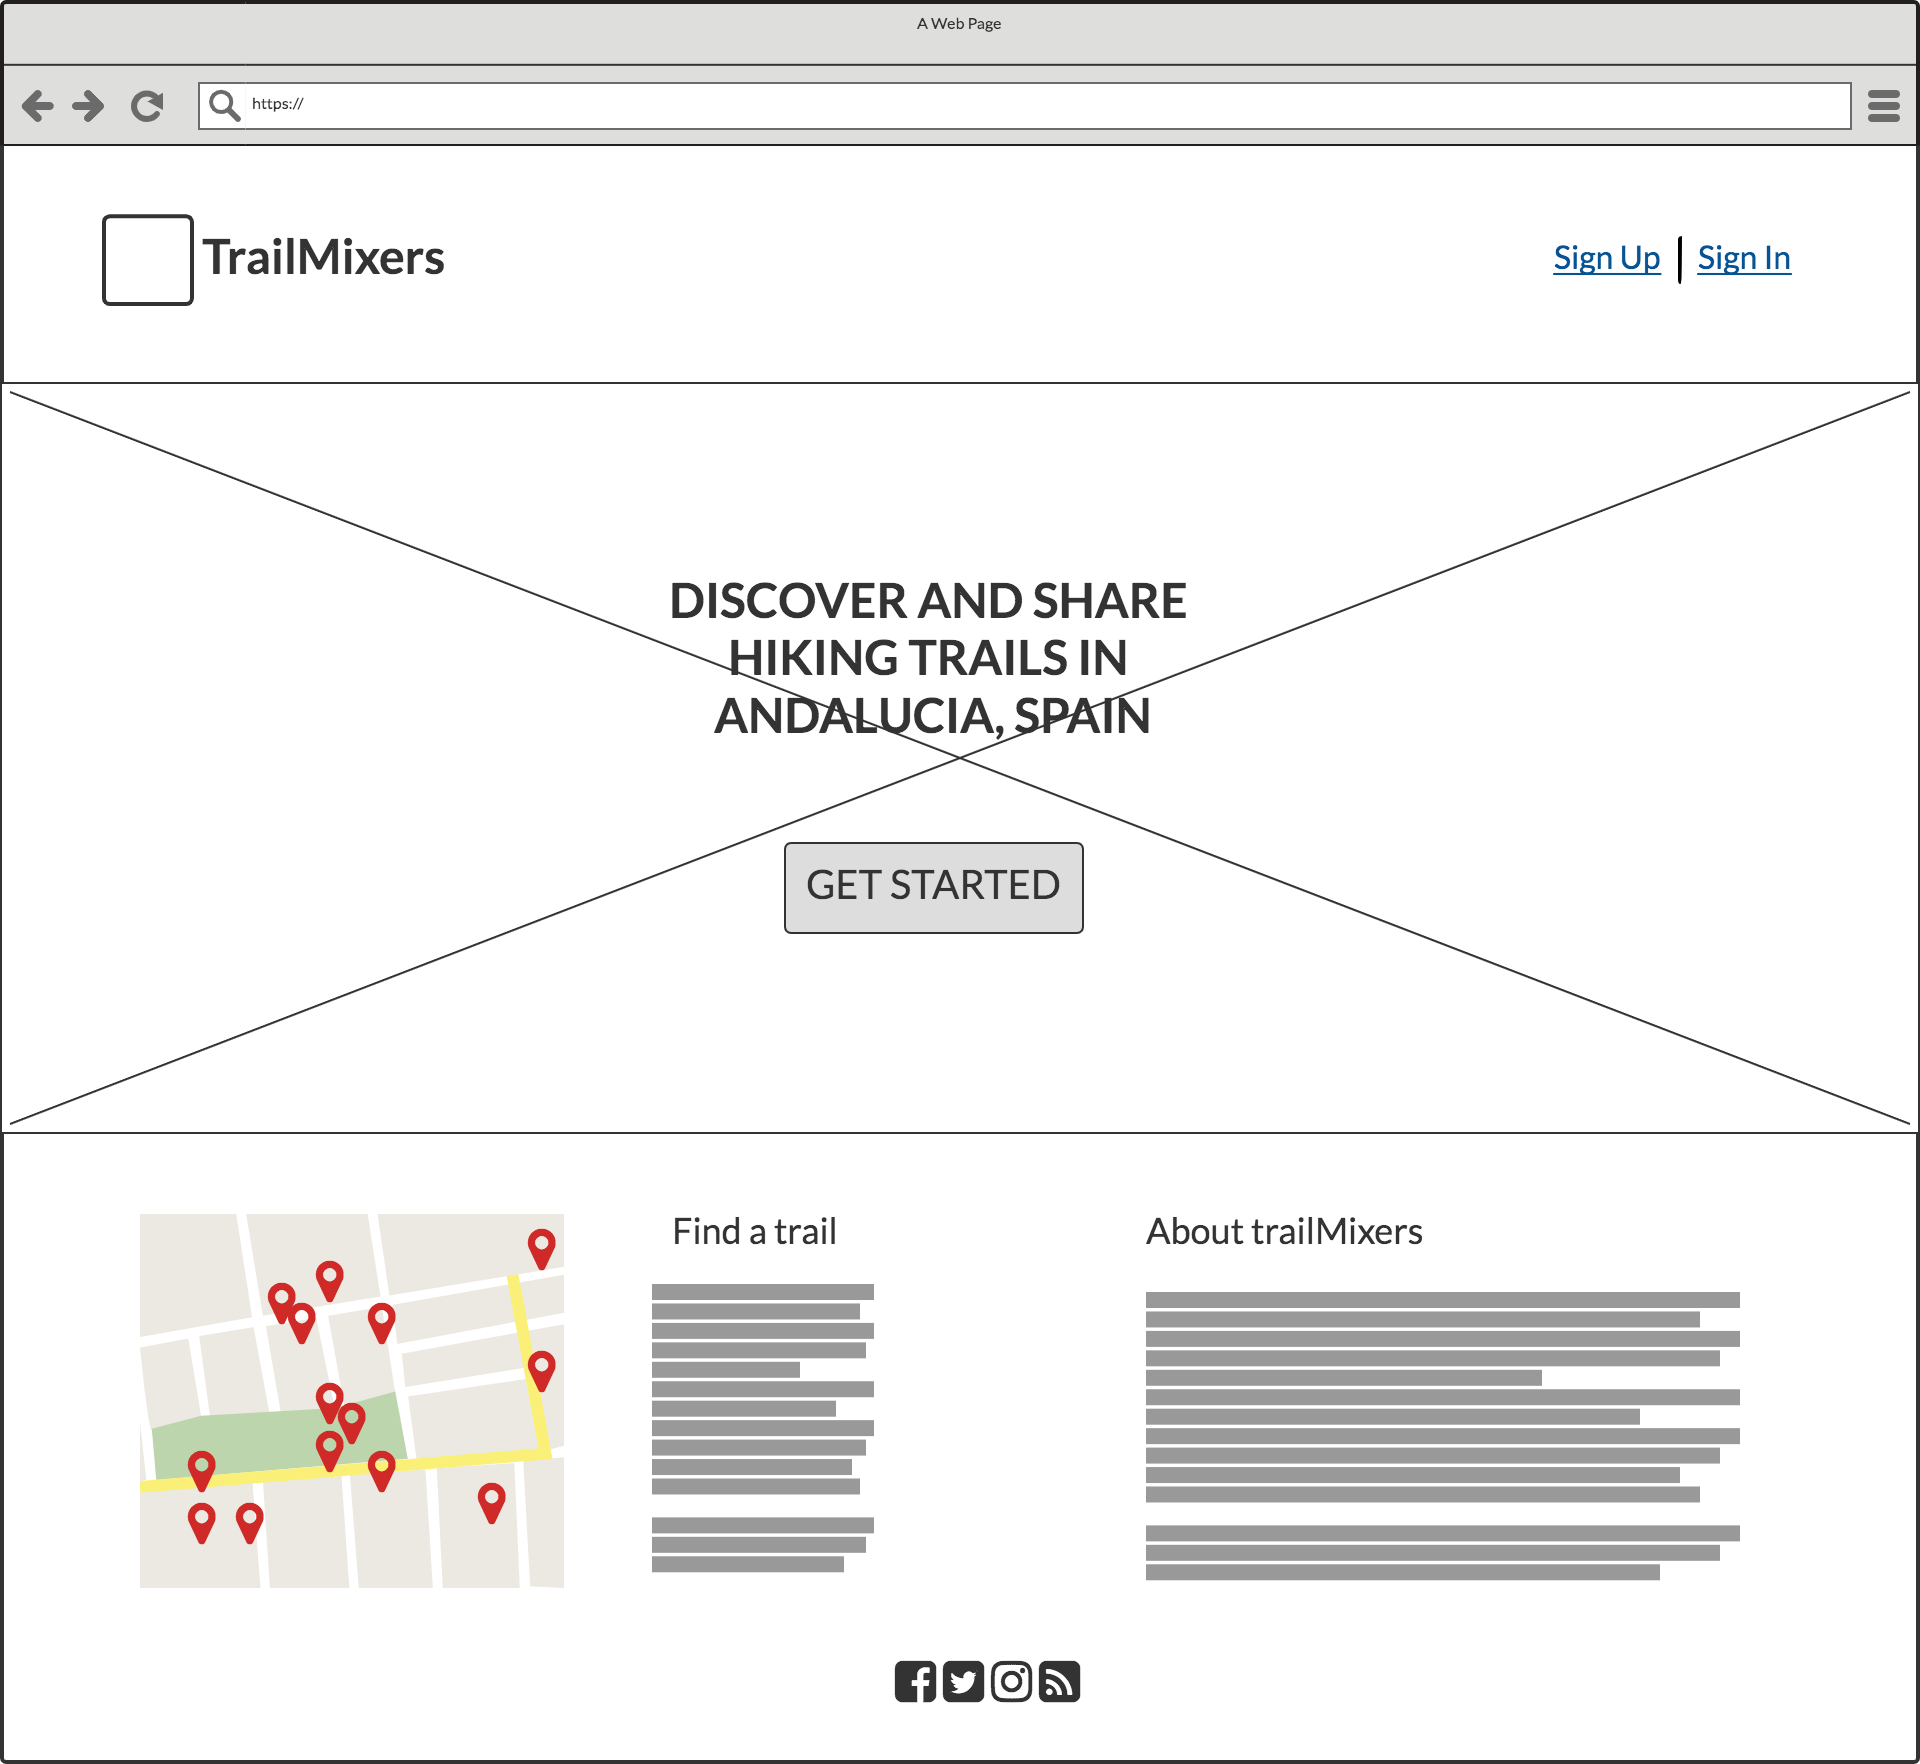 A Web Page
https://
TrailMixers
Sign Up | Sign In
DISCOVER AND SHARE
HIKING TRAILS IN
ANDALUCIA, SPAIN
GET STARTED
Find a trail
About trailMixers